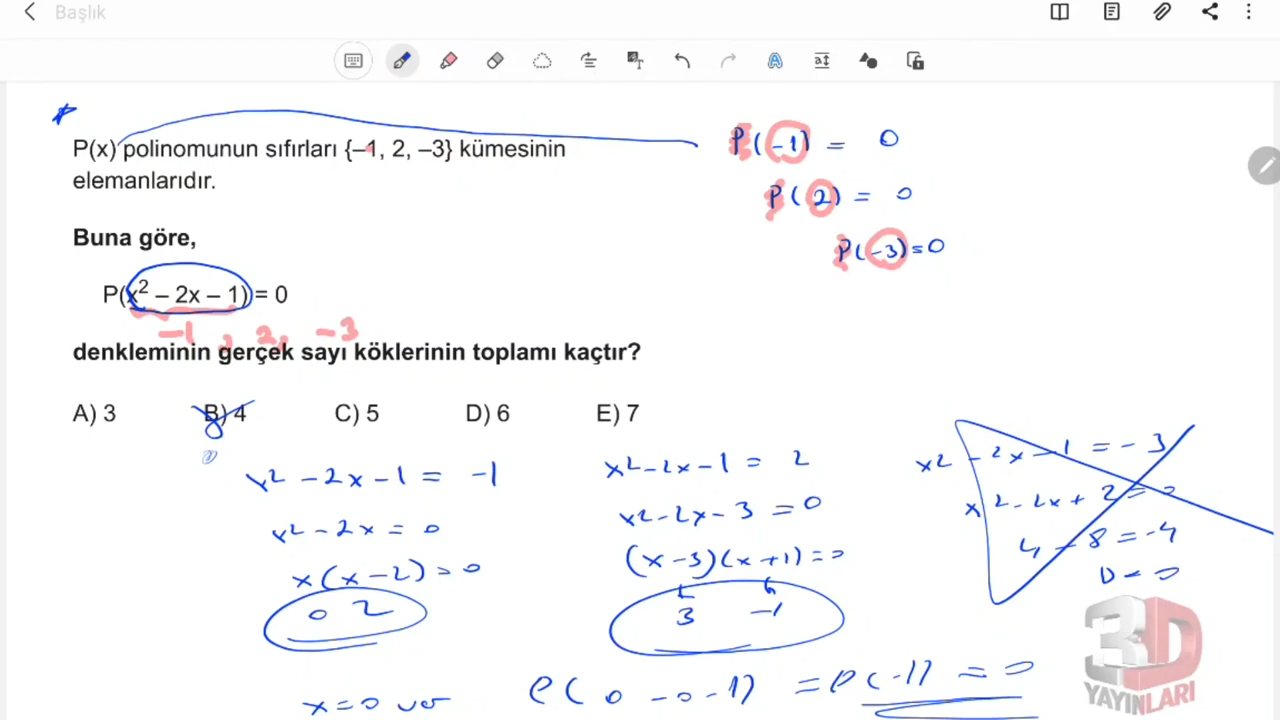 Başlık
P(x) polinomunun sıfırları {–1, 2, –3} kümesinin
elemanlarıdır.
Buna göre,
P(x² – 2x – 1) = 0
–1, 2, –3
denkleminin gerçek sayı köklerinin toplamı kaçtır?
A) 3 B) 4 C) 5 D) 6 E) 7
P(-1) = 0
P(2) = 0
P(-3)=0
x² - 2x - 1 = -1
x² - 2x = 0
x(x-2) = 0
0 2
x=0 ver
x²-2x-1 = 2
x²-2x-3 = 0
(x-3)(x+1)=0
3 -1
P(0-0-1) = P(-1) = 0
x² - 2x - 1 = -3
x²-2x+2=0
4-8=-4
D<0
3D
YAYINLARI